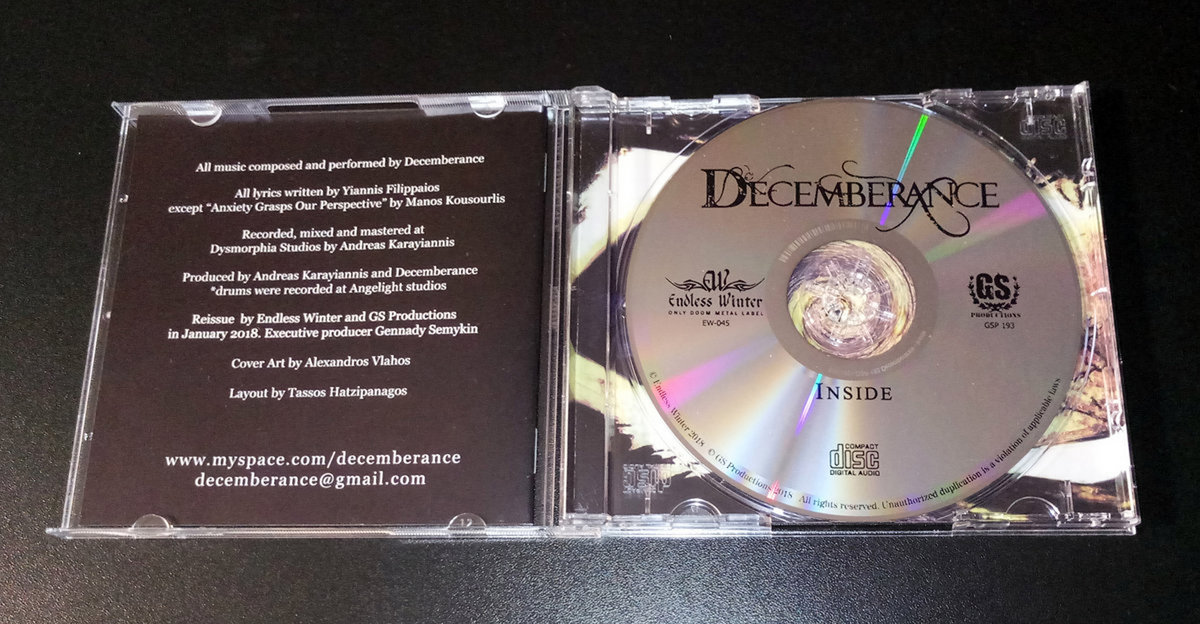 All music composed and performed by Decemberance
All lyrics written by Yiannis Filippaios
except “Anxiety Grasps Our Perspective” by Manos Kousourlis
Recorded, mixed and mastered at
Dysmorphia Studios by Andreas Karayiannis
Produced by Andreas Karayiannis and Decemberance
*drums were recorded at Angelight studios
Reissue by Endless Winter and GS Productions
in January 2018. Executive producer Gennady Semykin
Cover Art by Alexandros Vlahos
Layout by Tassos Hatzipanagos
www.myspace.com/decemberance
decemberance@gmail.com
DECEMBERANCE
EW
Endless Winter
ONLY DOOM METAL LABEL
EW-045
GS
PRODUCTIONS
GSP 193
INSIDE
COMPACT
disc
DIGITAL AUDIO
© Endless Winter 2018 © GS Productions 2018 All rights reserved. Unauthorized duplication is a violation of applicable laws
disc
12